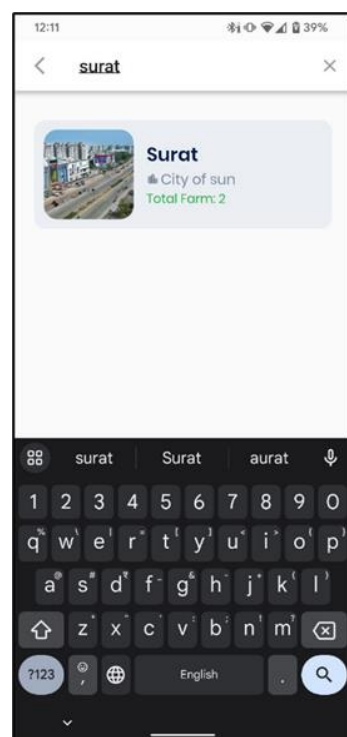 12:11 39%
surat
Surat
City of sun
Total Farm: 2
surat Surat aurat
1 2 3 4 5 6 7 8 9 0
q w e r t y u i o p
a s d f g h j k l
z x c v b n m
?123 , English .